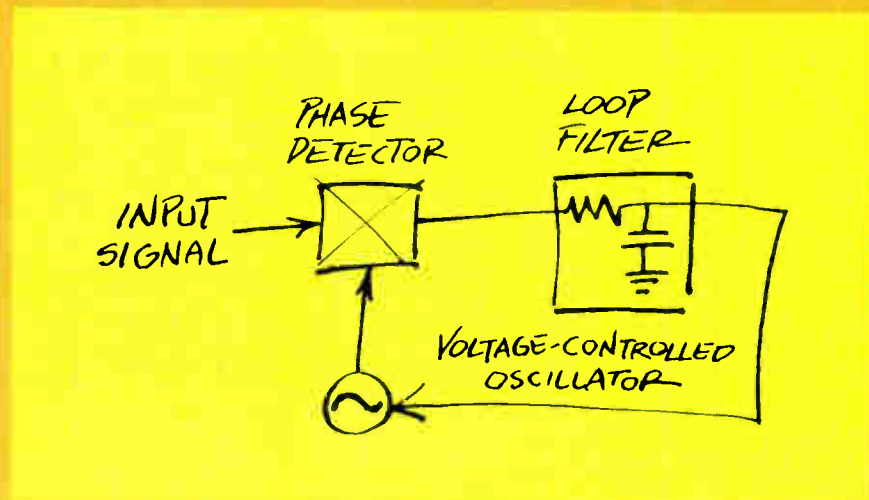 PHASE
DETECTOR
LOOP
FILTER
INPUT
SIGNAL
VOLTAGE-CONTROLLED
OSCILLATOR